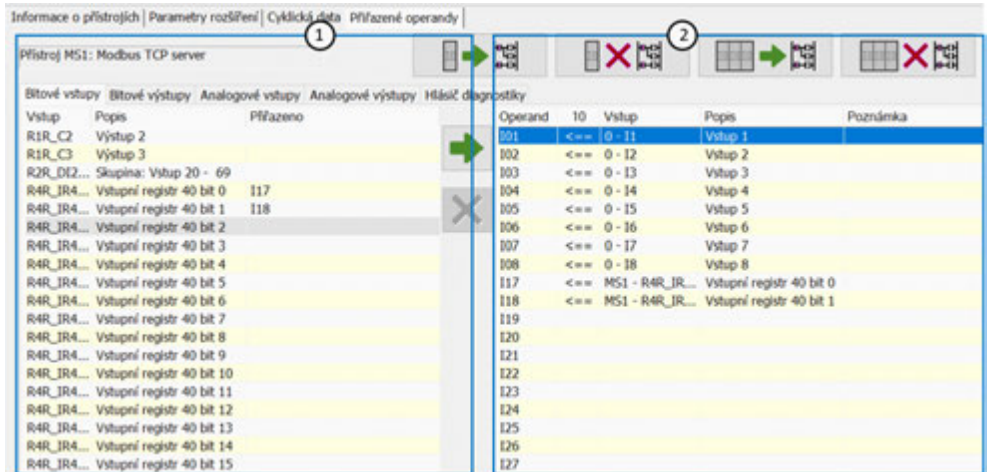 Informace o přístrojích Parametry rozšíření Cyklická data Přiřazené operandy
1
2
Přístroj MS1: Modbus TCP server
Bitové vstupy Bitové výstupy Analogové vstupy Analogové výstupy Hlásič diagnostiky
Vstup Popis Přiřazeno
R1R_C2 Výstup 2
R1R_C3 Výstup 3
R2R_DI2... Skupina: Vstup 20 - 69
R4R_IR4... Vstupní registr 40 bit 0 I17
R4R_IR4... Vstupní registr 40 bit 1 I18
R4R_IR4... Vstupní registr 40 bit 2
R4R_IR4... Vstupní registr 40 bit 3
R4R_IR4... Vstupní registr 40 bit 4
R4R_IR4... Vstupní registr 40 bit 5
R4R_IR4... Vstupní registr 40 bit 6
R4R_IR4... Vstupní registr 40 bit 7
R4R_IR4... Vstupní registr 40 bit 8
R4R_IR4... Vstupní registr 40 bit 9
R4R_IR4... Vstupní registr 40 bit 10
R4R_IR4... Vstupní registr 40 bit 11
R4R_IR4... Vstupní registr 40 bit 12
R4R_IR4... Vstupní registr 40 bit 13
R4R_IR4... Vstupní registr 40 bit 14
R4R_IR4... Vstupní registr 40 bit 15
Operand 10 Vstup Popis Poznámka
I01 <== 0 - I1 Vstup 1
I02 <== 0 - I2 Vstup 2
I03 <== 0 - I3 Vstup 3
I04 <== 0 - I4 Vstup 4
I05 <== 0 - I5 Vstup 5
I06 <== 0 - I6 Vstup 6
I07 <== 0 - I7 Vstup 7
I08 <== 0 - I8 Vstup 8
I17 <== MS1 - R4R_IR... Vstupní registr 40 bit 0
I18 <== MS1 - R4R_IR... Vstupní registr 40 bit 1
I19
I20
I21
I22
I23
I24
I25
I26
I27